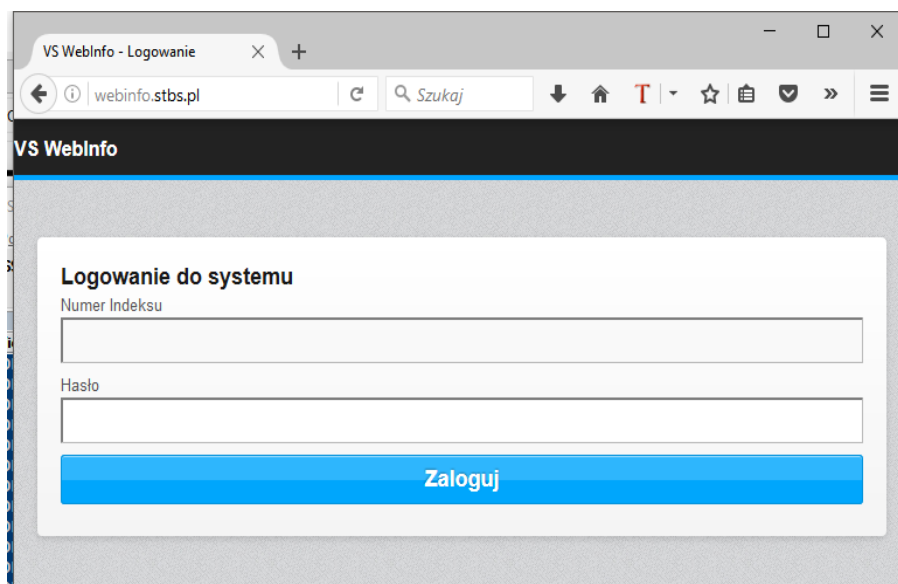 VS WebInfo - Logowanie
webinfo.stbs.pl
Szukaj
VS WebInfo
Logowanie do systemu
Numer Indeksu
Hasło
Zaloguj